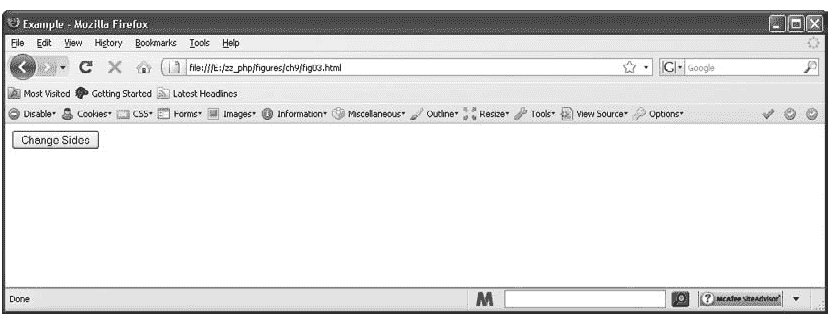 Example - Mozilla Firefox
File Edit View History Bookmarks Tools Help
file:///E:/zz_php/figures/ch9/fig03.html G Google
Most Visited Getting Started Latest Headlines
Disable Cookies CSS Forms Images Information Miscellaneous Outline Resize Tools View Source Options
Change Sides
Done M McAfee SiteAdvisor